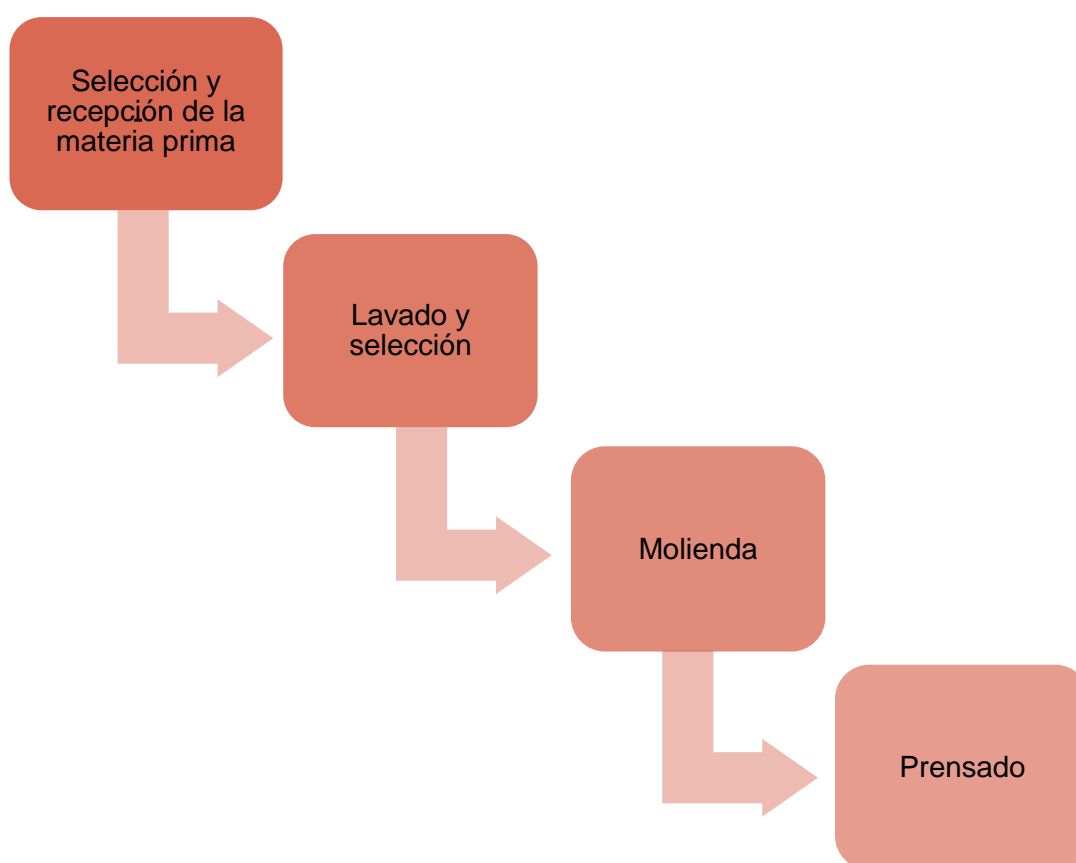 Selección y
recepción de la
materia prima
Lavado y
selección
Molienda
Prensado